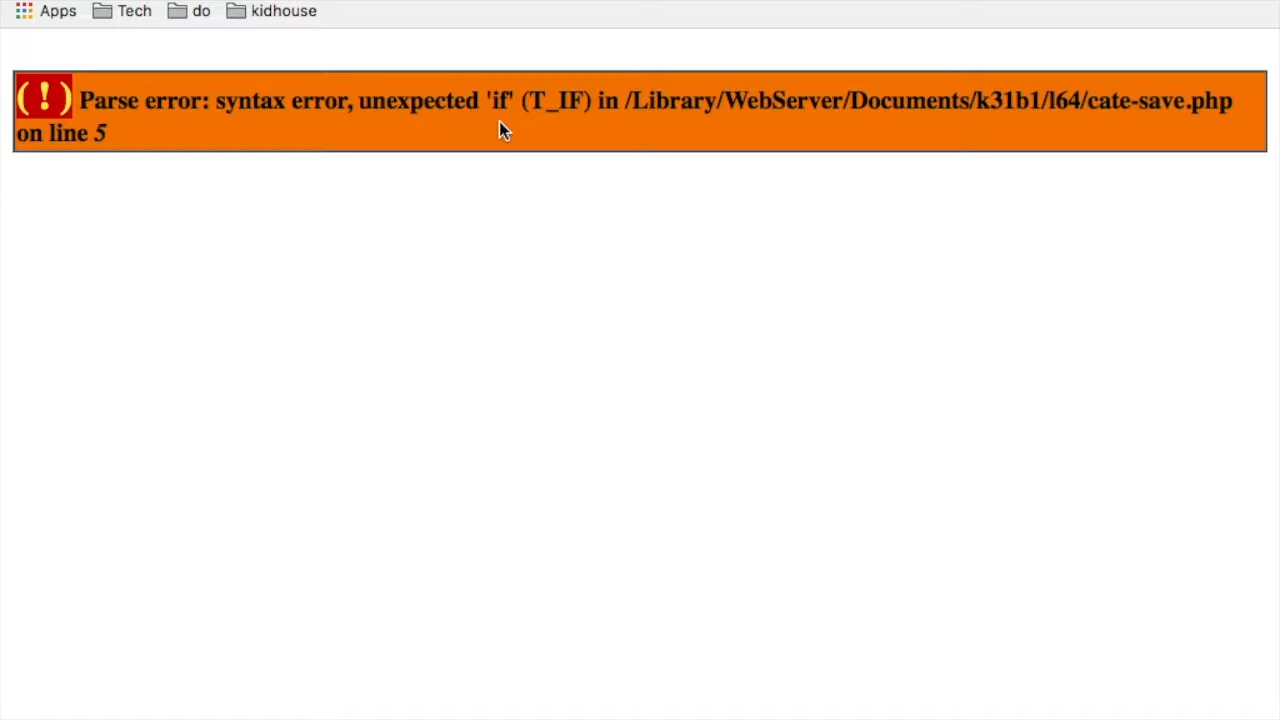 Apps Tech do kidhouse
( ! ) Parse error: syntax error, unexpected 'if' (T_IF) in /Library/WebServer/Documents/k31b1/l64/cate-save.php
on line 5